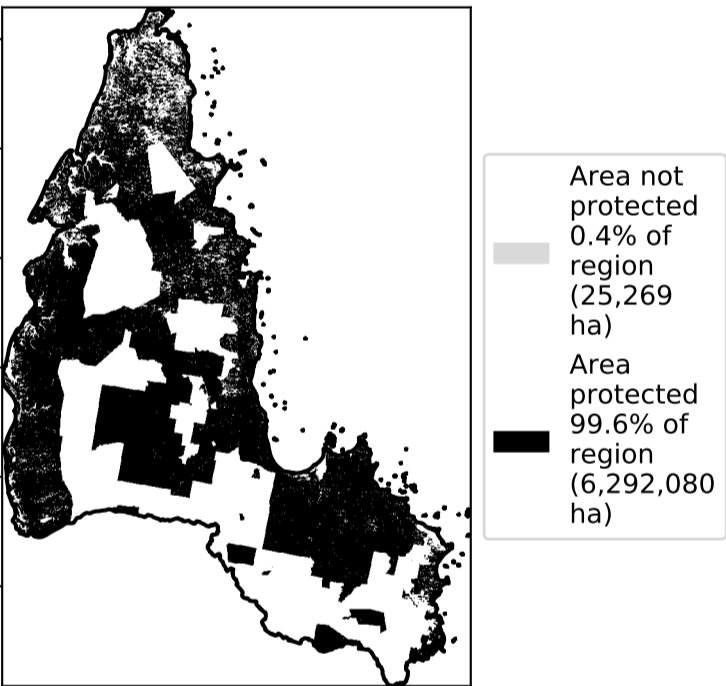 Area not
protected
0.4% of
region
(25,269
ha)
Area
protected
99.6% of
region
(6,292,080
ha)